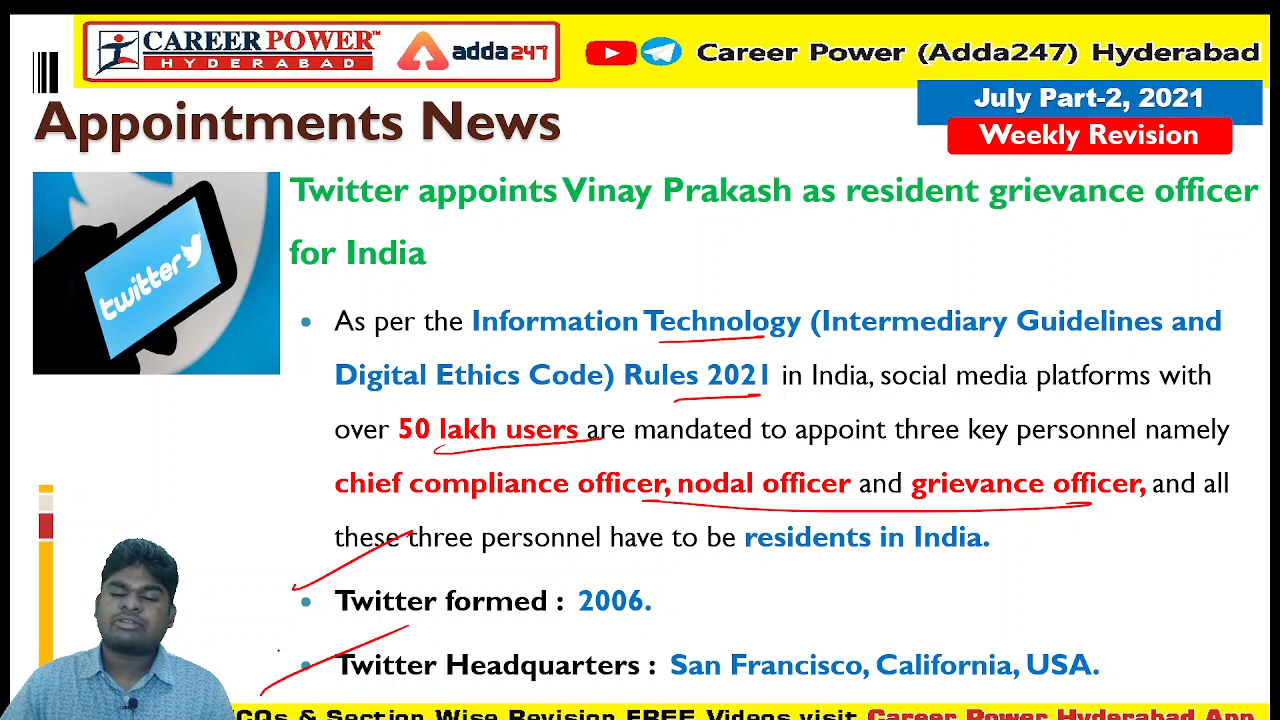 CAREER POWER™
HYDERABAD
adda247
Career Power (Adda247) Hyderabad
Appointments News
July Part-2, 2021
Weekly Revision
twitter
Twitter appoints Vinay Prakash as resident grievance officer
for India
• As per the Information Technology (Intermediary Guidelines and
Digital Ethics Code) Rules 2021 in India, social media platforms with
over 50 lakh users are mandated to appoint three key personnel namely
chief compliance officer, nodal officer and grievance officer, and all
these three personnel have to be residents in India.
• Twitter formed : 2006.
• Twitter Headquarters : San Francisco, California, USA.
CQs & Section Wise Revision FREE Videos visit Career Power Hyderabad App